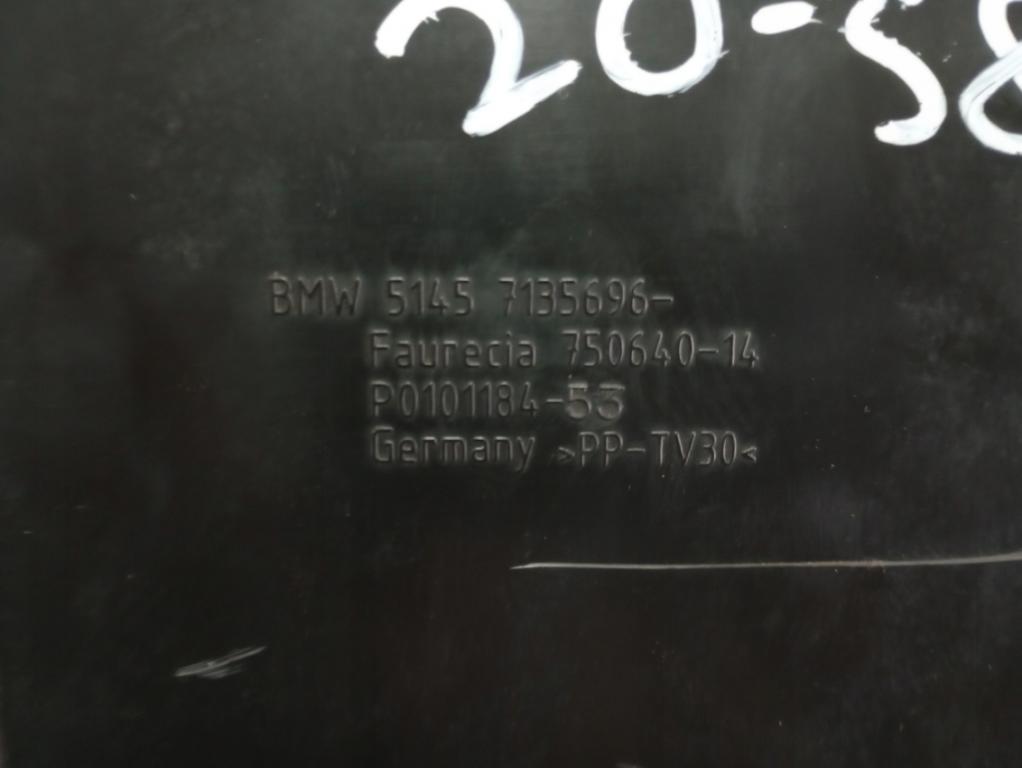 20-58
BMW 5145 7135696-
Faurecia 750640-14
P0101184-53
Germany >PP-TV30<